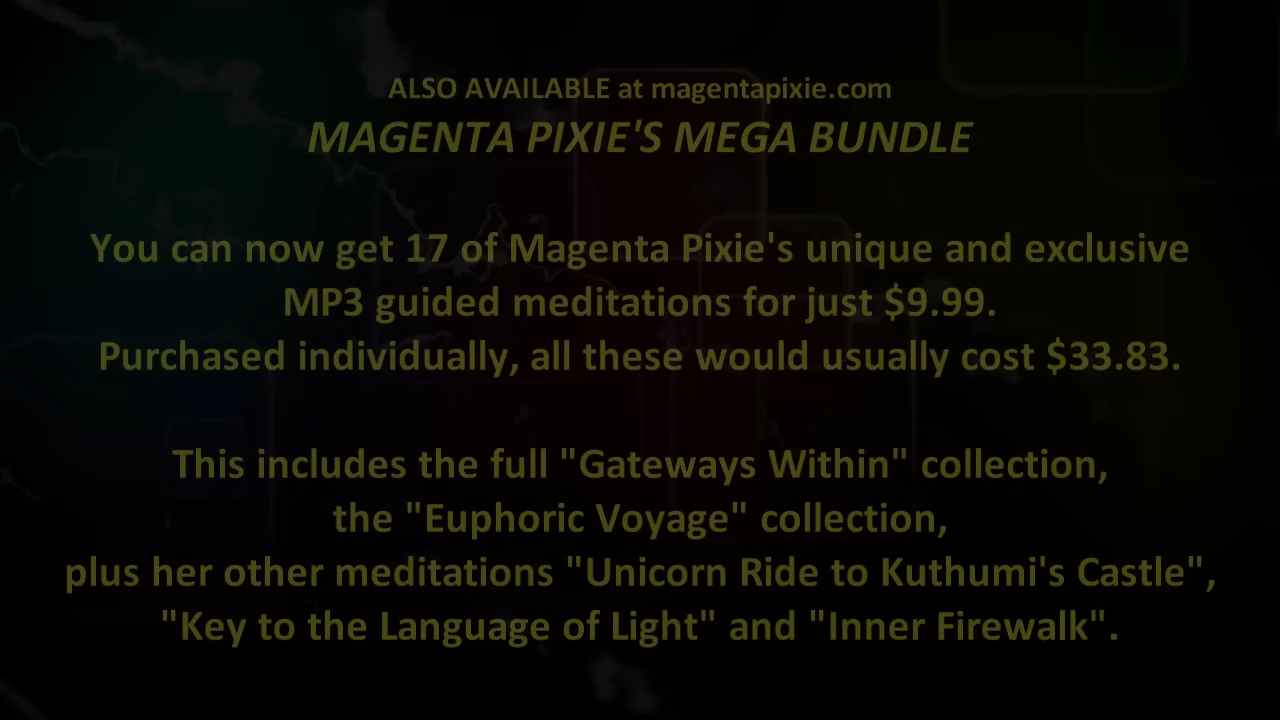 ALSO AVAILABLE at magentapixie.com
MAGENTA PIXIE'S MEGA BUNDLE
You can now get 17 of Magenta Pixie's unique and exclusive
MP3 guided meditations for just $9.99.
Purchased individually, all these would usually cost $33.83.
This includes the full "Gateways Within" collection,
the "Euphoric Voyage" collection,
plus her other meditations "Unicorn Ride to Kuthumi's Castle",
"Key to the Language of Light" and "Inner Firewalk".